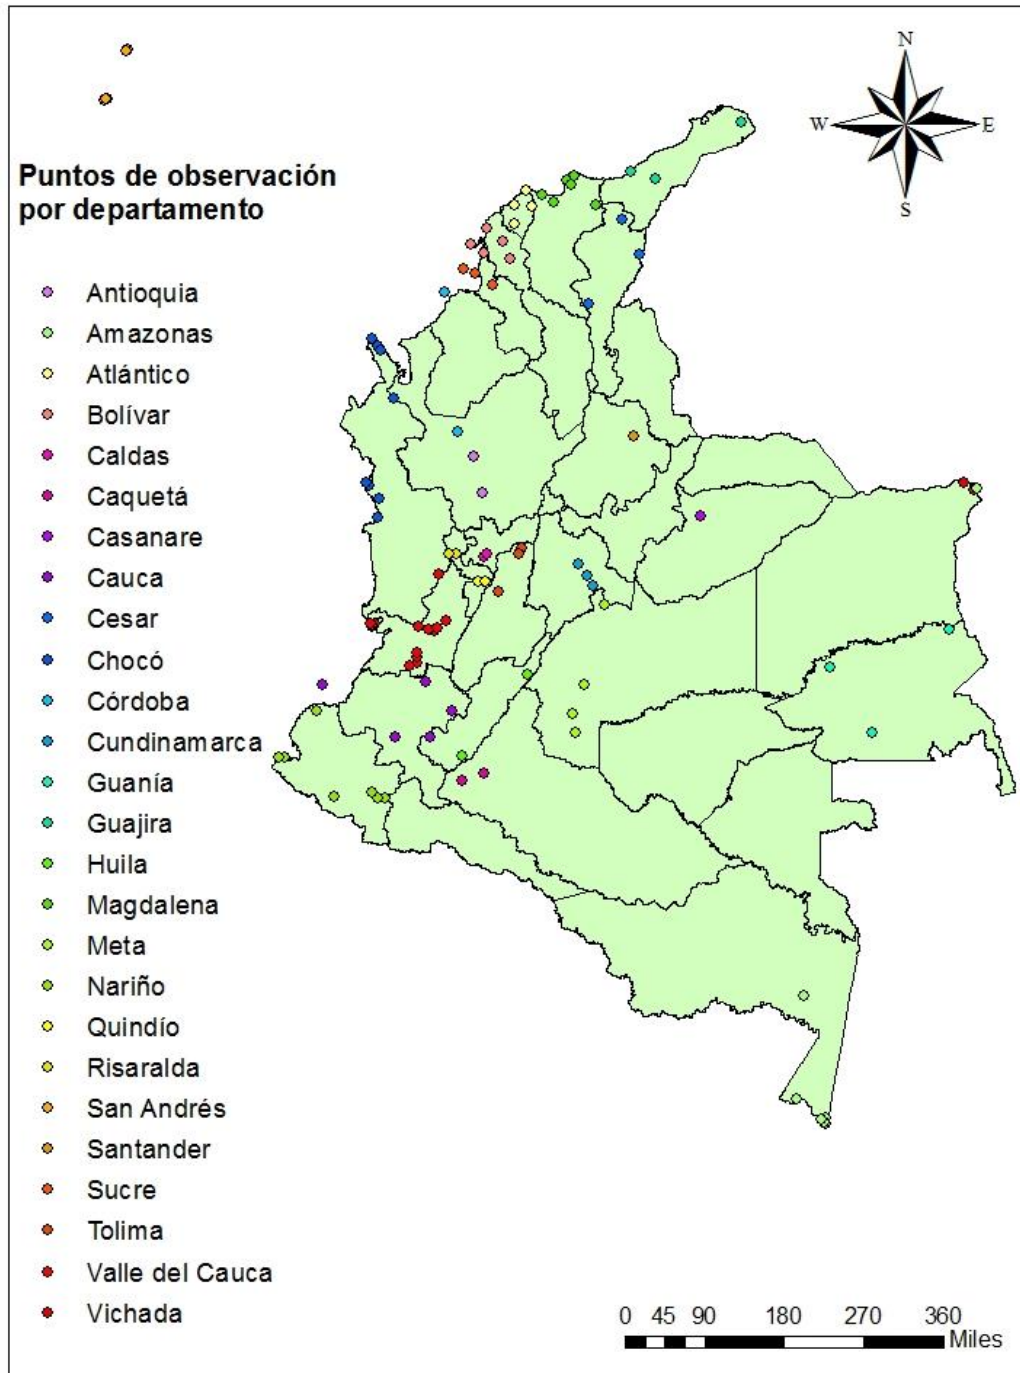 N
W
E
S
Puntos de observación
por departamento
Antioquia
Amazonas
Atlántico
Bolívar
Caldas
Caquetá
Casanare
Cauca
Cesar
Chocó
Córdoba
Cundinamarca
Guanía
Guajira
Huila
Magdalena
Meta
Nariño
Quindío
Risaralda
San Andrés
Santander
Sucre
Tolima
Valle del Cauca
Vichada
0 45 90 180 270 360
Miles